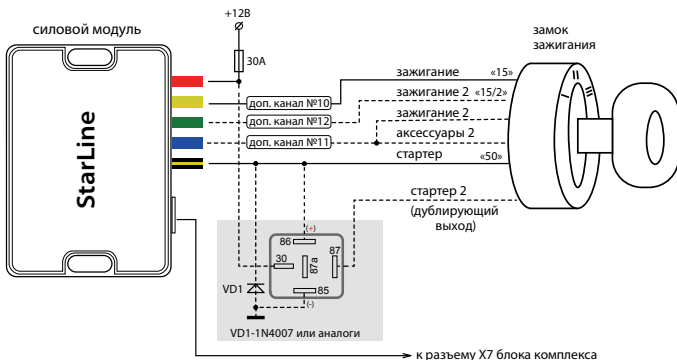 +12В
силовой модуль
замок
зажигания
30А
StarLine
зажигание «15»
доп. канал №10
зажигание 2 «15/2»
доп. канал №12
зажигание 2
доп. канал №11
аксессуары 2
стартер «50»
стартер 2
(дублирующий
выход)
(+)
86
30
87а
87
85
(-)
VD1
VD1-1N4007 или аналоги
к разъему X7 блока комплекса
I
II
III